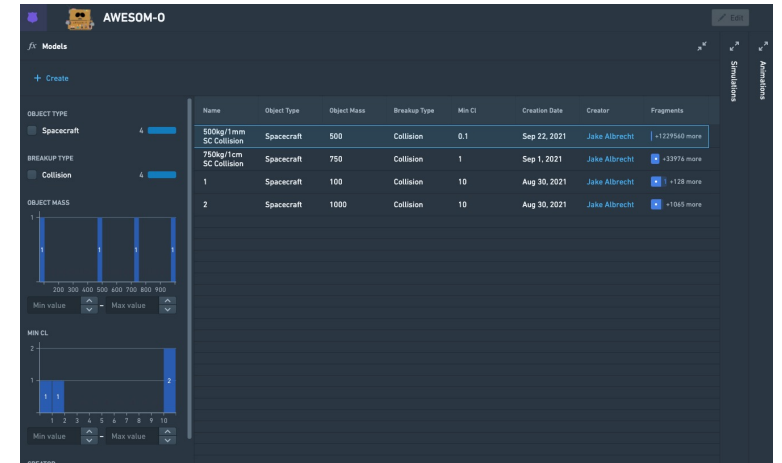 AWESOM-O
Edit
fx Models
+ Create
Simulations
Animations
OBJECT TYPE
Spacecraft 4
BREAKUP TYPE
Collision 4
OBJECT MASS
1
1 1 1 1
200 300 400 500 600 700 800 900
Min value – Max value
MIN CL
2
1
1 1 2
1 2 3 4 5 6 7 8 9 10
Min value – Max value
CREATOR
Name Object Type Object Mass Breakup Type Min Cl Creation Date Creator Fragments
500kg/1mm
SC Collision Spacecraft 500 Collision 0.1 Sep 22, 2021 Jake Albrecht +1229560 more
750kg/1cm
SC Collision Spacecraft 750 Collision 1 Sep 1, 2021 Jake Albrecht +33976 more
1 Spacecraft 100 Collision 10 Aug 30, 2021 Jake Albrecht +128 more
2 Spacecraft 1000 Collision 10 Aug 30, 2021 Jake Albrecht +1065 more